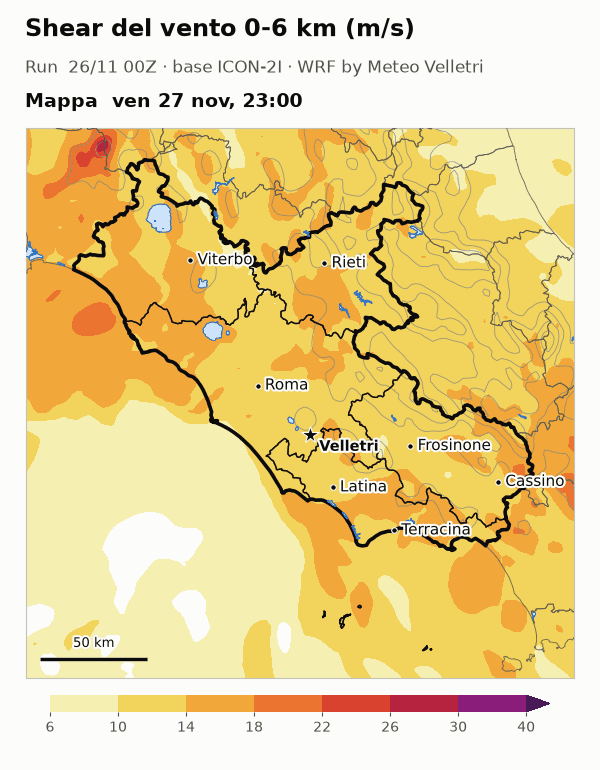 Shear del vento 0-6 km (m/s)
Run  26/11 00Z · base ICON-2I · WRF by Meteo Velletri
Mappa  ven 27 nov, 23:00
Viterbo
Rieti
Roma
Velletri
Frosinone
Latina
Cassino
Terracina
50 km
6 10 14 18 22 26 30 40